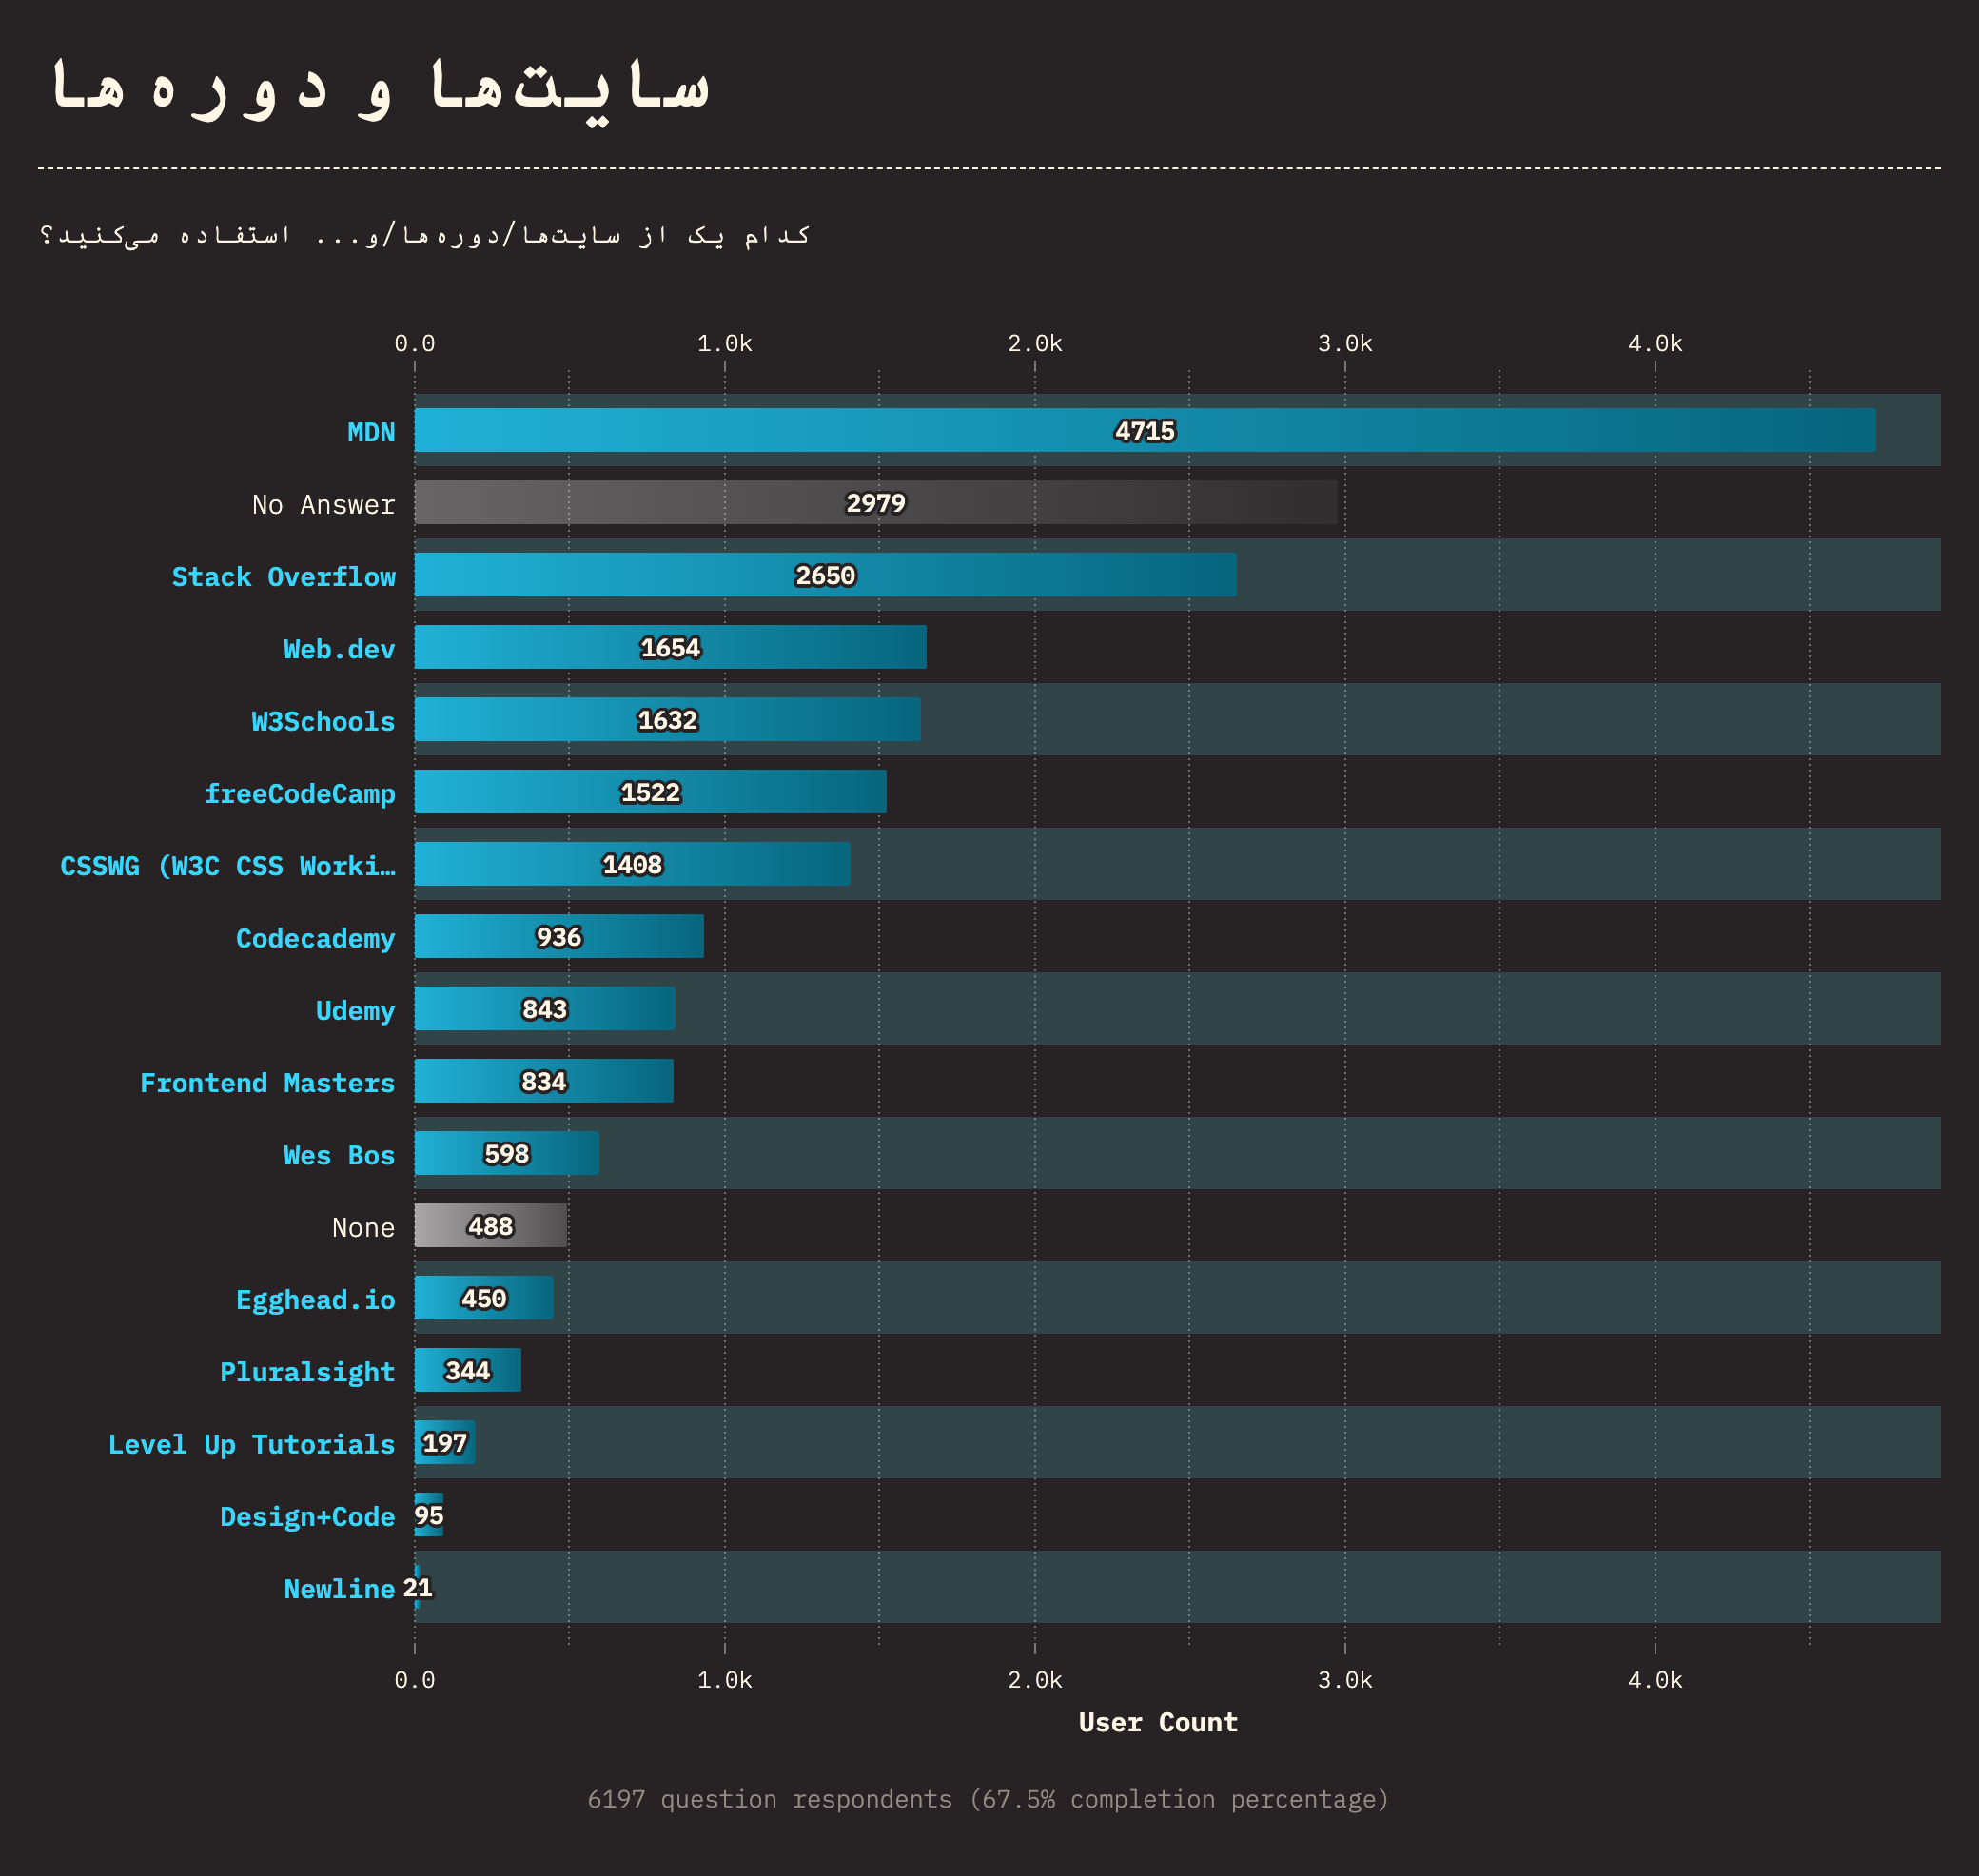 سایت‌ها و دوره‌ها
کدام یک از سایت‌ها/دوره‌ها/و... استفاده می‌کنید؟
0.0 1.0k 2.0k 3.0k 4.0k
MDN 4715
No Answer 2979
Stack Overflow 2650
Web.dev 1654
W3Schools 1632
freeCodeCamp 1522
CSSWG (W3C CSS Worki… 1408
Codecademy 936
Udemy 843
Frontend Masters 834
Wes Bos 598
None 488
Egghead.io 450
Pluralsight 344
Level Up Tutorials 197
Design+Code 95
Newline 21
0.0 1.0k 2.0k 3.0k 4.0k
User Count
6197 question respondents (67.5% completion percentage)